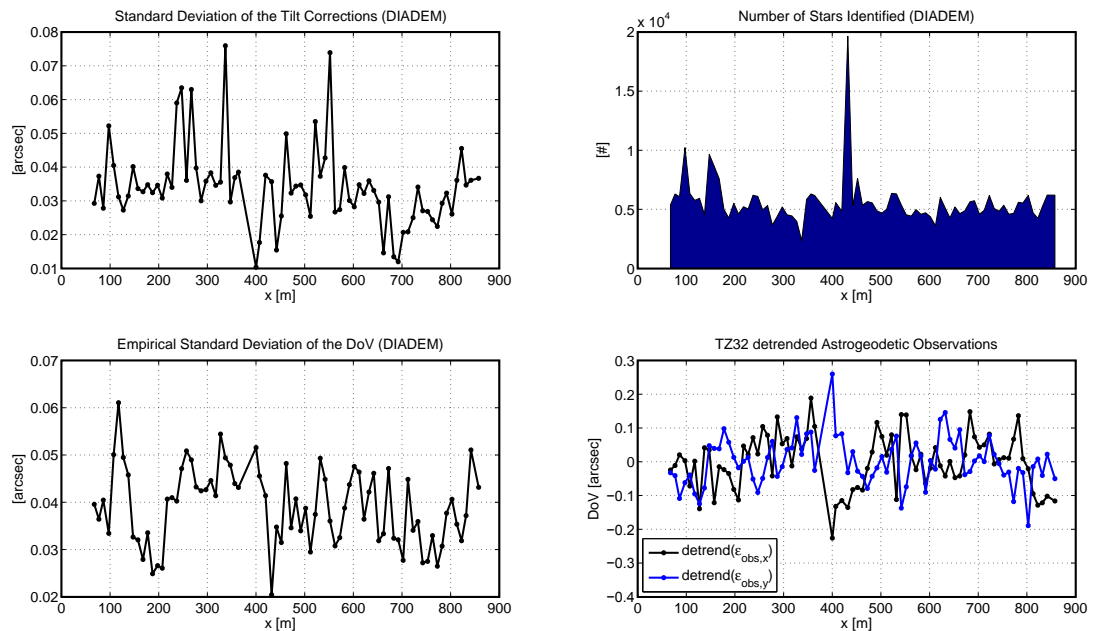 Standard Deviation of the Tilt Corrections (DIADEM)
[arcsec]
0.08
0.07
0.06
0.05
0.04
0.03
0.02
0.01
0 100 200 300 400 500 600 700 800 900
x [m]
Number of Stars Identified (DIADEM)
x 10^4
[#]
2
1.5
1
0.5
0
0 100 200 300 400 500 600 700 800 900
x [m]
Empirical Standard Deviation of the DoV (DIADEM)
[arcsec]
0.07
0.06
0.05
0.04
0.03
0.02
0 100 200 300 400 500 600 700 800 900
x [m]
TZ32 detrended Astrogeodetic Observations
DoV [arcsec]
0.3
0.2
0.1
0
−0.1
−0.2
−0.3
−0.4
detrend(ε_obs,x)
detrend(ε_obs,y)
0 100 200 300 400 500 600 700 800 900
x [m]